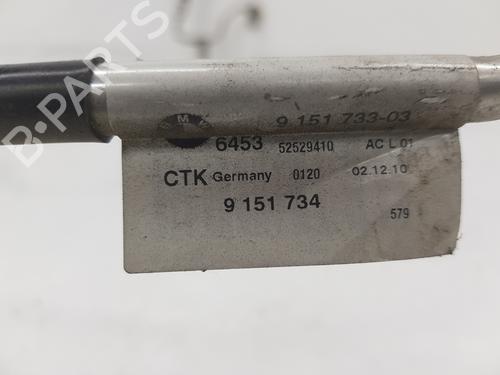 BMW 9 151 733-03
6453 52529410 AC L 01
CTK Germany 0120 02.12.10
9 151 734
579
B-PARTS